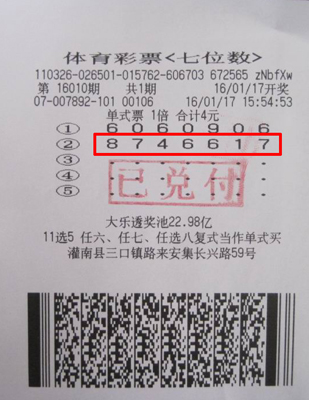 体育彩票<七位数>
110326-026501-015762-606703 672565 zNbfXw
第 16010期 共1期 16/01/17开奖
07-007892-101 00106 16/01/17 15:54:53
单式票 1倍 合计4元
① 6 0 6 0 9 0 6
② 8 7 4 6 6 1 7
③ - - - - - - -
④ - - - - - - -
⑤ - - - - - - -
已兑付
大乐透奖池22.98亿
11选5 任六、任七、任选八复式当作单式买
灌南县三口镇路来安集长兴路59号